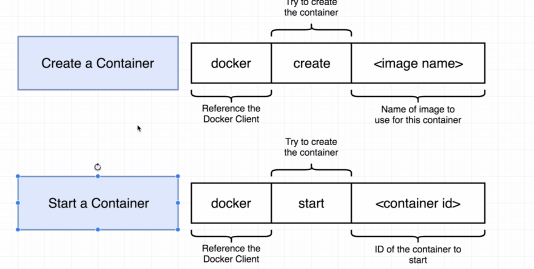 Try to create
the container
Create a Container
docker
create
<image name>
Reference the
Docker Client
Name of image to
use for this container
Try to create
the container
Start a Container
docker
start
<container id>
Reference the
Docker Client
ID of the container to
start